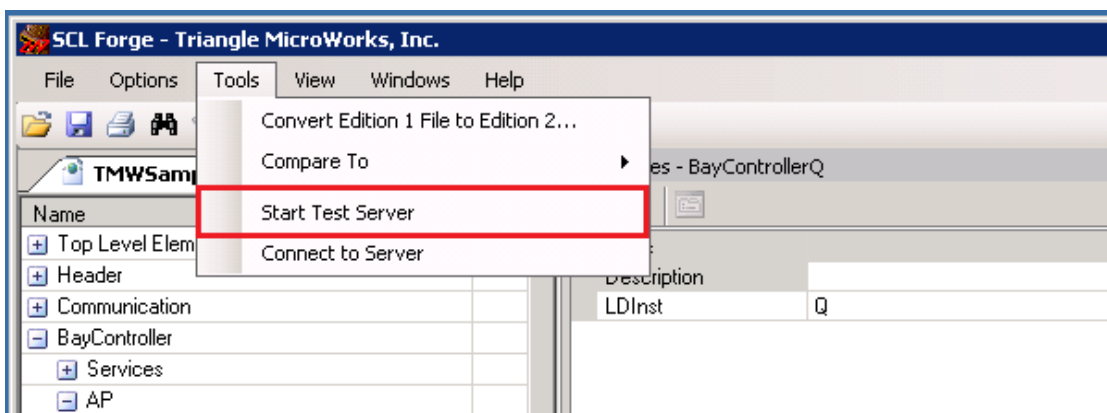 SCL Forge - Triangle MicroWorks, Inc.
File Options Tools View Windows Help
Convert Edition 1 File to Edition 2...
Compare To
Start Test Server
Connect to Server
TMWSam
es - BayControllerQ
Name
Top Level Elem
Header
Communication
BayController
Services
AP
Description
LDInst Q